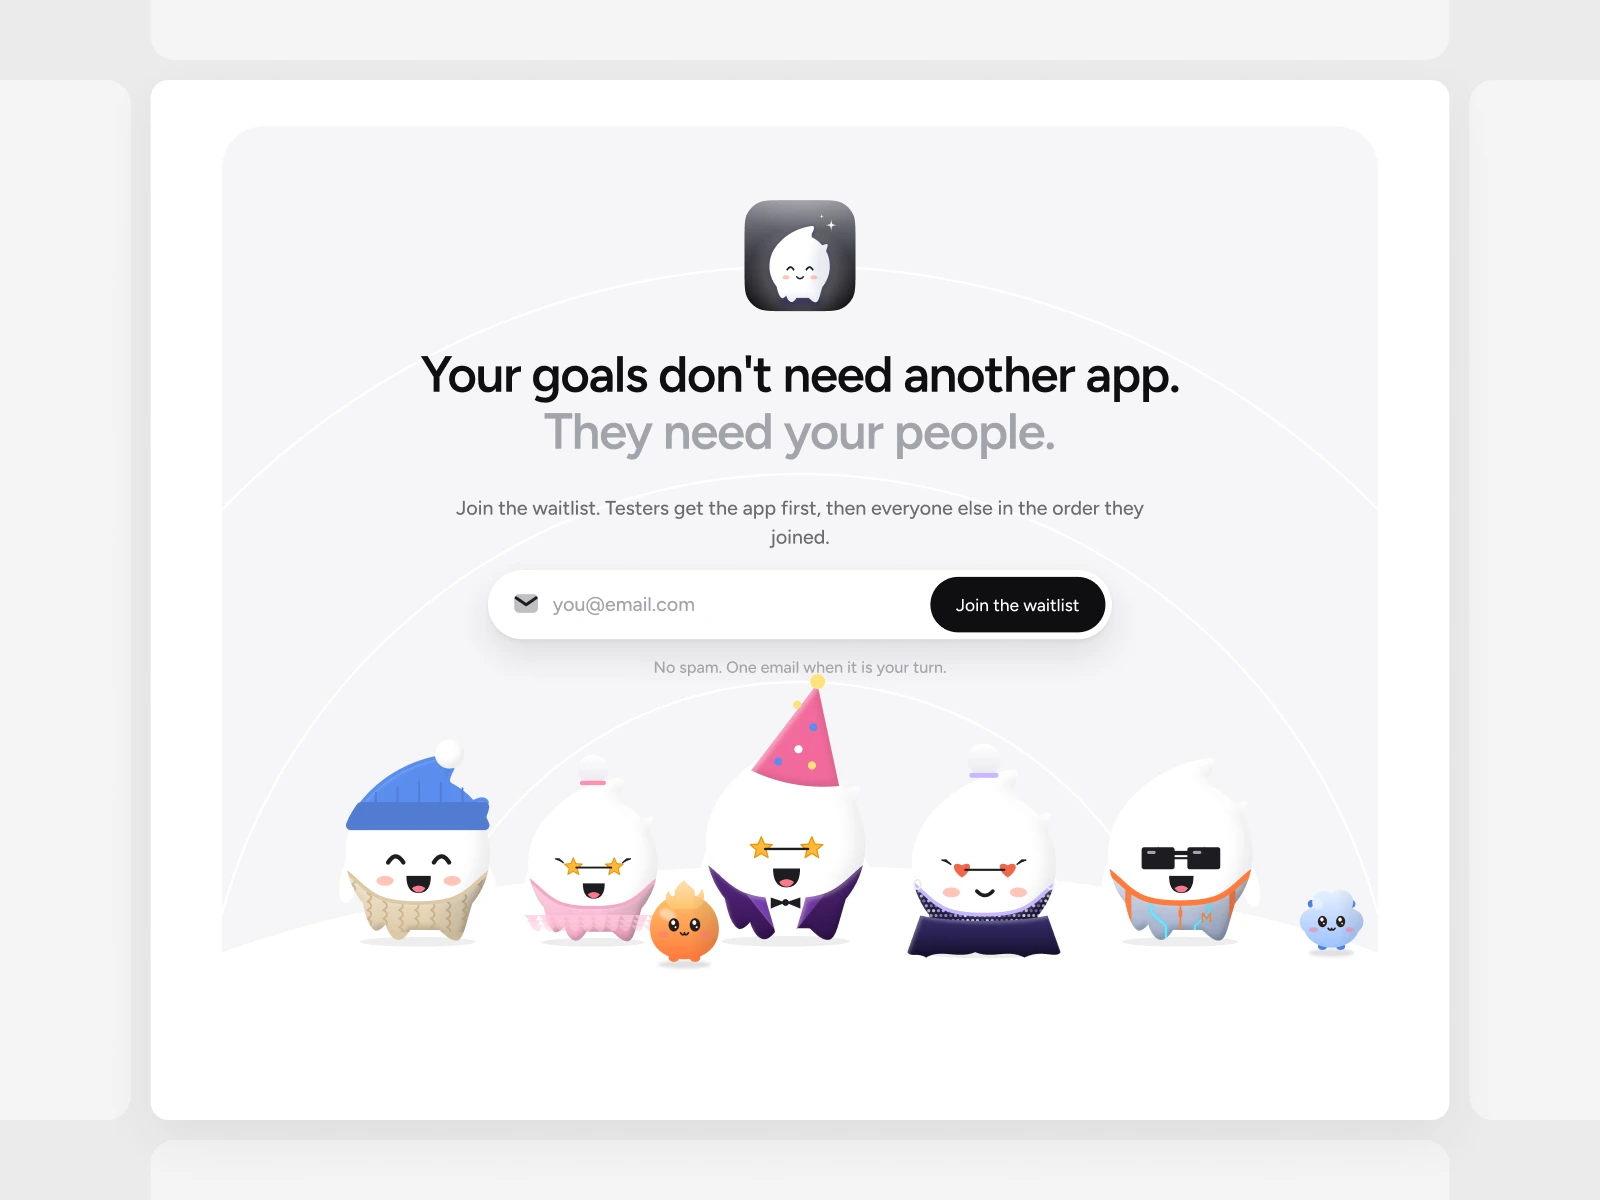 Your goals don't need another app.
They need your people.
Join the waitlist. Testers get the app first, then everyone else in the order they
joined.
you@email.com
Join the waitlist
No spam. One email when it is your turn.
M